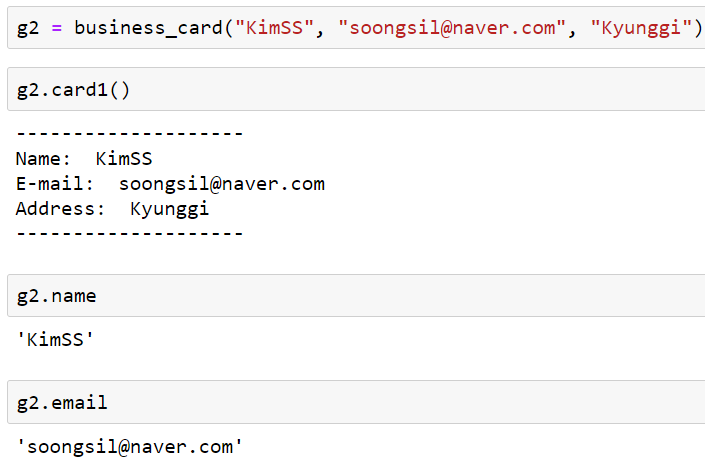 g2 = business_card("KimSS", "soongsil@naver.com", "Kyunggi")
g2.card1()
--------------------
Name:  KimSS
E-mail:  soongsil@naver.com
Address:  Kyunggi
--------------------
g2.name
'KimSS'
g2.email
'soongsil@naver.com'